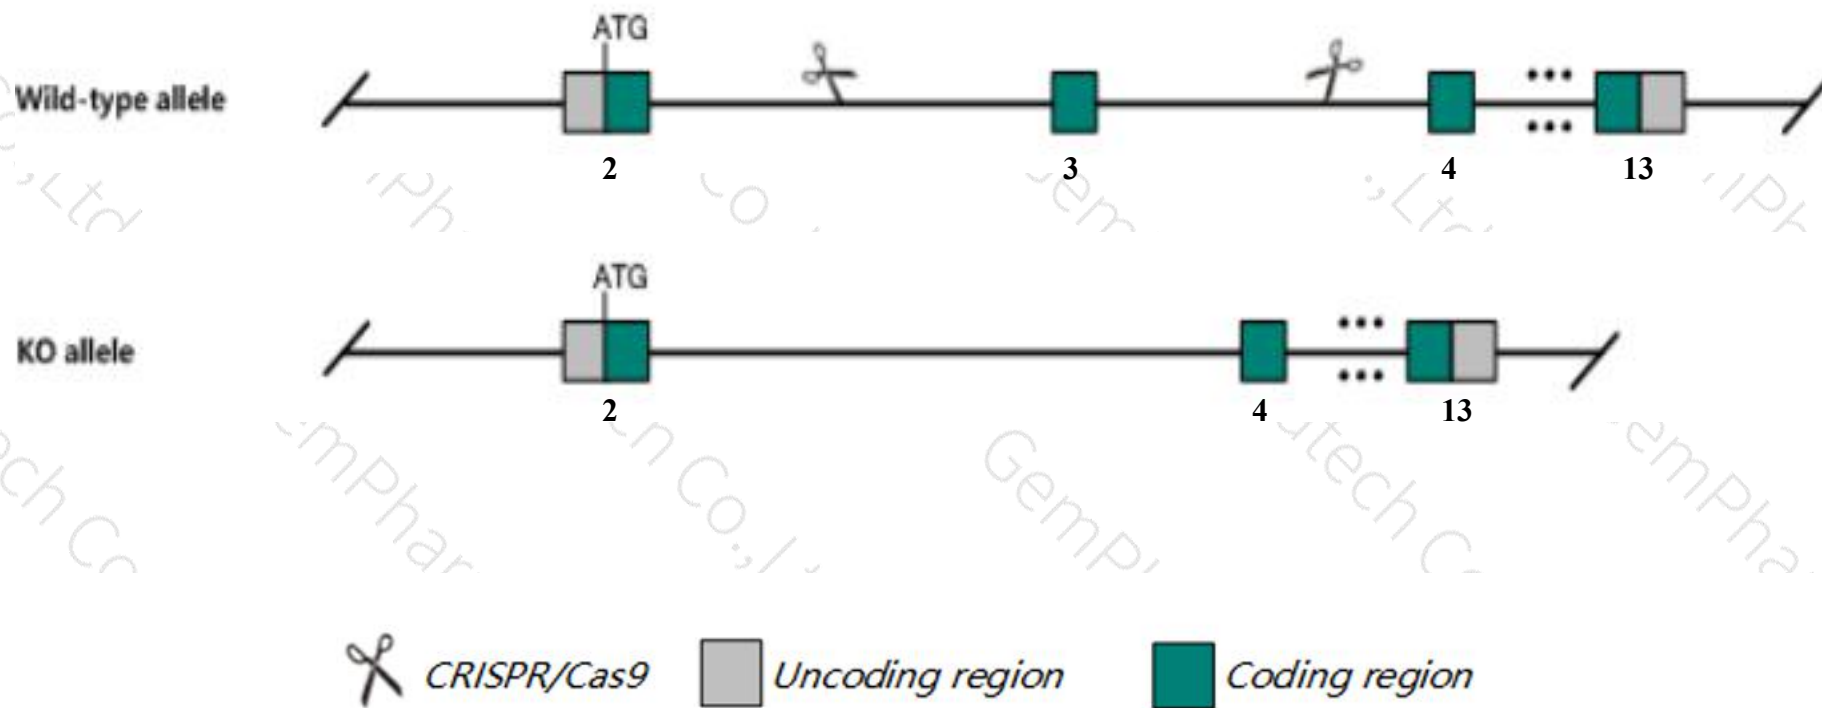 ATG
Wild-type allele
2 3 4 13
ATG
KO allele
2 4 13
CRISPR/Cas9 Uncoding region Coding region